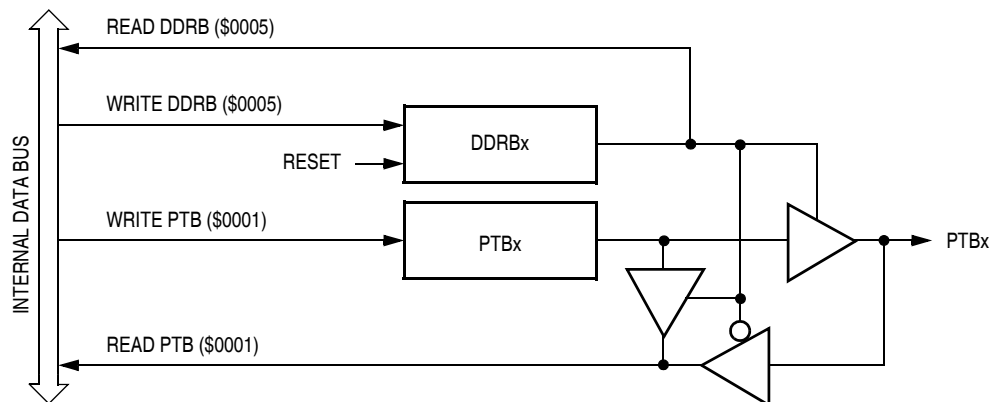 READ DDRB ($0005)
WRITE DDRB ($0005)
DDRBx
RESET
INTERNAL DATA BUS
WRITE PTB ($0001)
PTBx
PTBx
READ PTB ($0001)